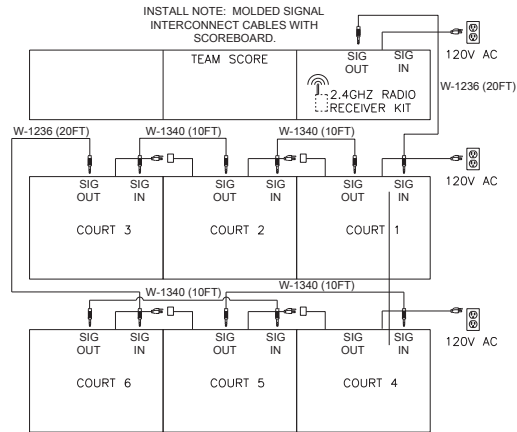 INSTALL NOTE: MOLDED SIGNAL
INTERCONNECT CABLES WITH
SCOREBOARD.
TEAM SCORE
SIG
OUT
SIG
IN
120V AC
2.4GHZ RADIO
RECEIVER KIT
W-1236 (20FT)
W-1236 (20FT)
W-1340 (10FT)
W-1340 (10FT)
SIG
OUT
SIG
IN
SIG
OUT
SIG
IN
SIG
OUT
SIG
IN
120V AC
COURT 3
COURT 2
COURT 1
W-1340 (10FT)
W-1340 (10FT)
SIG
OUT
SIG
IN
SIG
OUT
SIG
IN
SIG
OUT
SIG
IN
120V AC
COURT 6
COURT 5
COURT 4